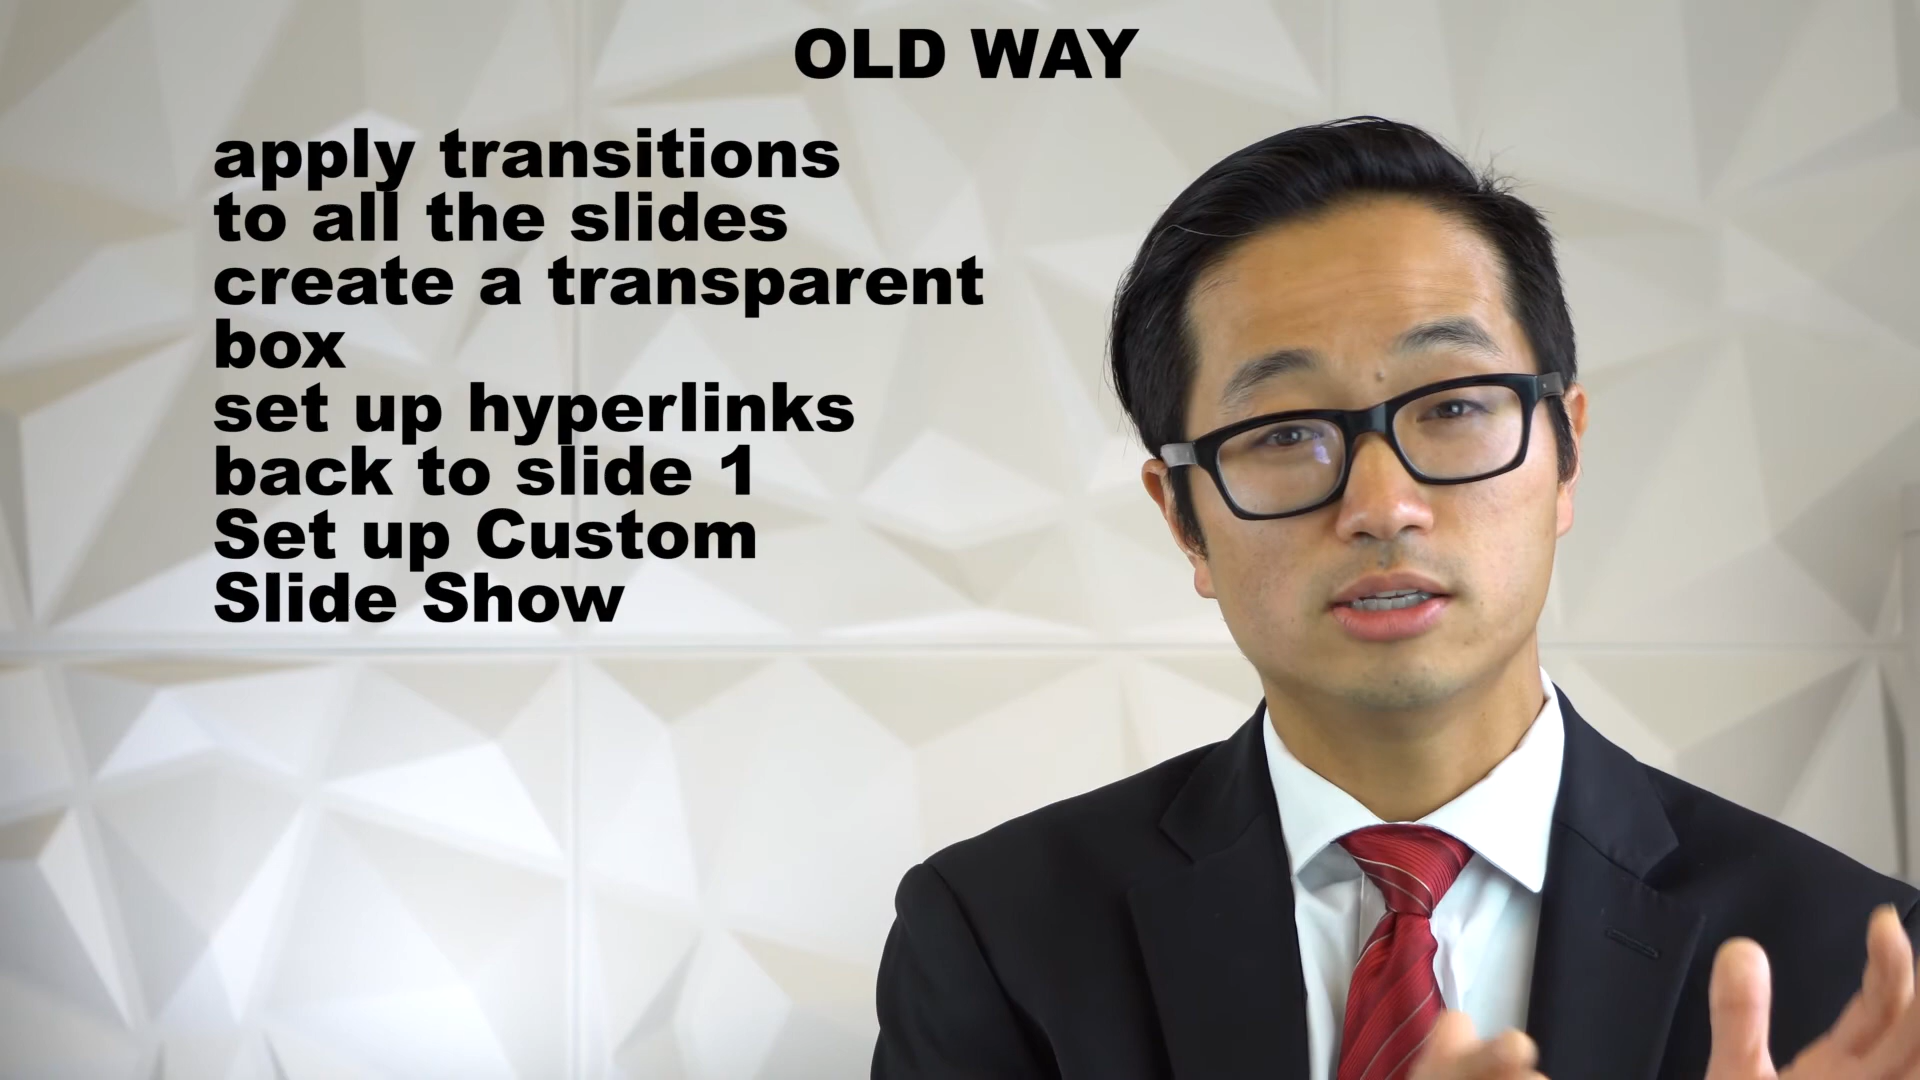 OLD WAY
apply transitions
to all the slides
create a transparent
box
set up hyperlinks
back to slide 1
Set up Custom
Slide Show